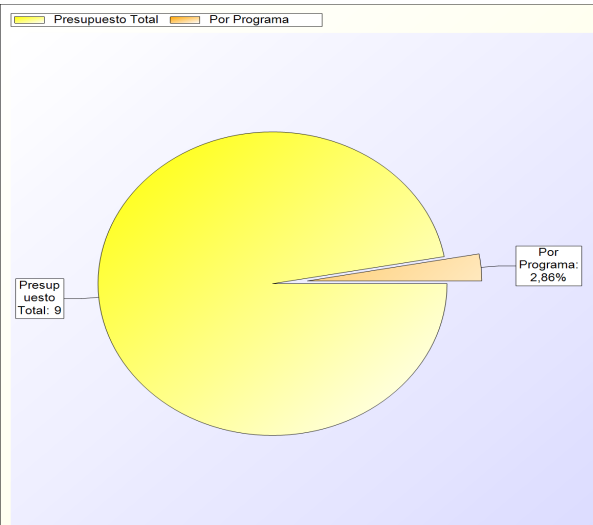 Presupuesto Total Por Programa
Por
Programa:
2,86%
Presup
uesto
Total: 9